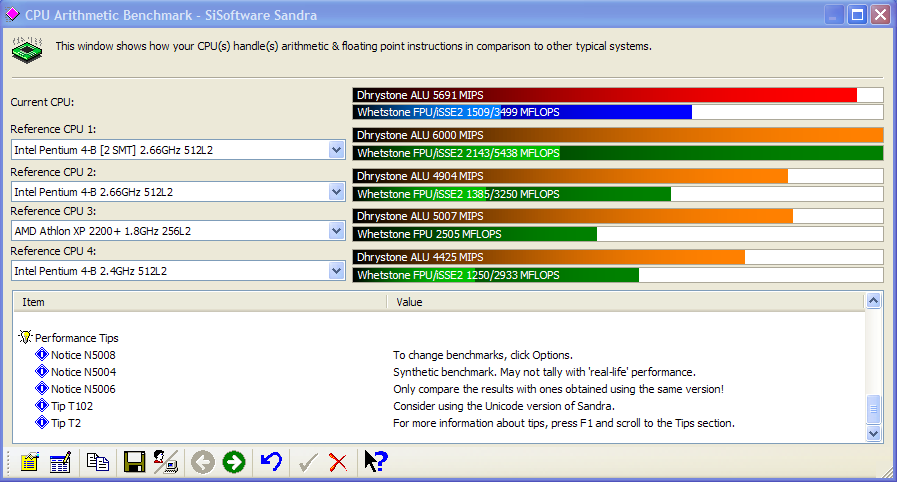 CPU Arithmetic Benchmark - SiSoftware Sandra
This window shows how your CPU(s) handle(s) arithmetic & floating point instructions in comparison to other typical systems.
Current CPU:
Dhrystone ALU 5691 MIPS
Whetstone FPU/iSSE2 1509/3499 MFLOPS
Reference CPU 1:
Intel Pentium 4-B [2 SMT] 2.66GHz 512L2
Dhrystone ALU 6000 MIPS
Whetstone FPU/iSSE2 2143/5438 MFLOPS
Reference CPU 2:
Intel Pentium 4-B 2.66GHz 512L2
Dhrystone ALU 4904 MIPS
Whetstone FPU/iSSE2 1385/3250 MFLOPS
Reference CPU 3:
AMD Athlon XP 2200+ 1.8GHz 256L2
Dhrystone ALU 5007 MIPS
Whetstone FPU 2505 MFLOPS
Reference CPU 4:
Intel Pentium 4-B 2.4GHz 512L2
Dhrystone ALU 4425 MIPS
Whetstone FPU/iSSE2 1250/2933 MFLOPS
Item Value
Performance Tips
Notice N5008 To change benchmarks, click Options.
Notice N5004 Synthetic benchmark. May not tally with 'real-life' performance.
Notice N5006 Only compare the results with ones obtained using the same version!
Tip T102 Consider using the Unicode version of Sandra.
Tip T2 For more information about tips, press F1 and scroll to the Tips section.